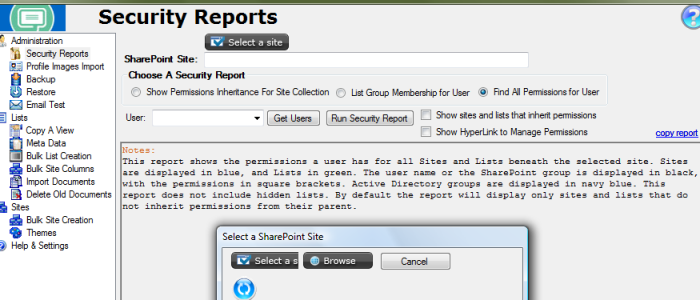 Security Reports
Select a site
SharePoint Site:
Choose A Security Report
Show Permissions Inheritance For Site Collection
List Group Membership for User
Find All Permissions for User
User:
Get Users
Run Security Report
Show sites and lists that inherit permissions
Show HyperLink to Manage Permissions
copy report
Administration
Security Reports
Profile Images Import
Backup
Restore
Email Test
Lists
Copy A View
Meta Data
Bulk List Creation
Bulk Site Columns
Import Documents
Delete Old Documents
Sites
Bulk Site Creation
Themes
Help & Settings
Notes:
This report shows the permissions a user has for all Sites and Lists beneath the selected site. Sites
are displayed in blue, and Lists in green. The user name or the SharePoint group is displayed in black,
with the permissions in square brackets. Active Directory groups are displayed in navy blue. This
report does not include hidden lists. By default the report will display only sites and lists that do
not inherit permissions from their parent.
Select a SharePoint Site
Select a s
Browse
Cancel